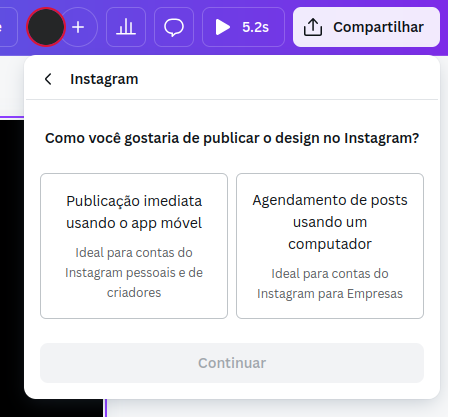 5.2s
Compartilhar
Instagram
Como você gostaria de publicar o design no Instagram?
Publicação imediata
usando o app móvel
Ideal para contas do
Instagram pessoais e de
criadores
Agendamento de posts
usando um
computador
Ideal para contas do
Instagram para Empresas
Continuar